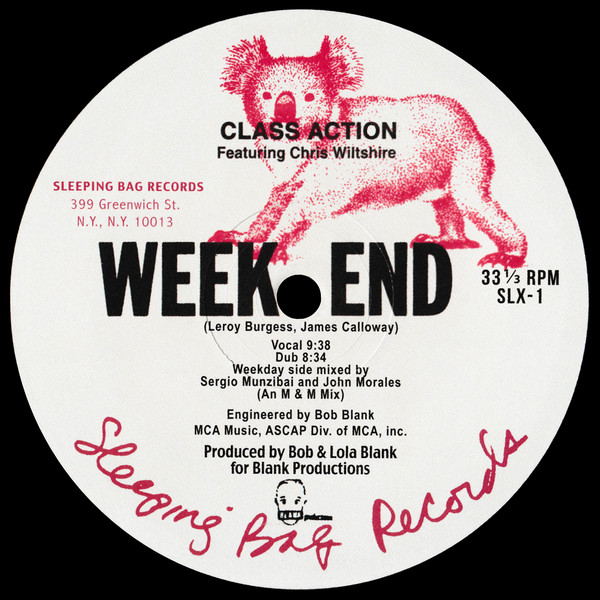 CLASS ACTION
Featuring Chris Wiltshire
SLEEPING BAG RECORDS
399 Greenwich St.
N.Y., N.Y. 10013
WEEK END
33 1/3 RPM
SLX-1
(Leroy Burgess, James Calloway)
Vocal 9:38
Dub 8:34
Weekday side mixed by
Sergio Munzibai and John Morales
(An M & M Mix)
Engineered by Bob Blank
MCA Music, ASCAP Div. of MCA, inc.
Produced by Bob & Lola Blank
for Blank Productions
Sleeping Bag Records